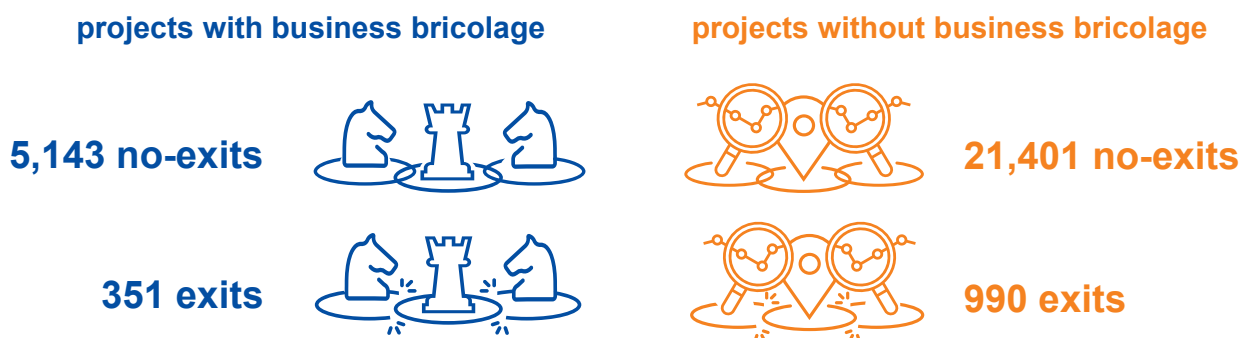 projects with business bricolage
projects without business bricolage
5,143 no-exits
21,401 no-exits
351 exits
990 exits